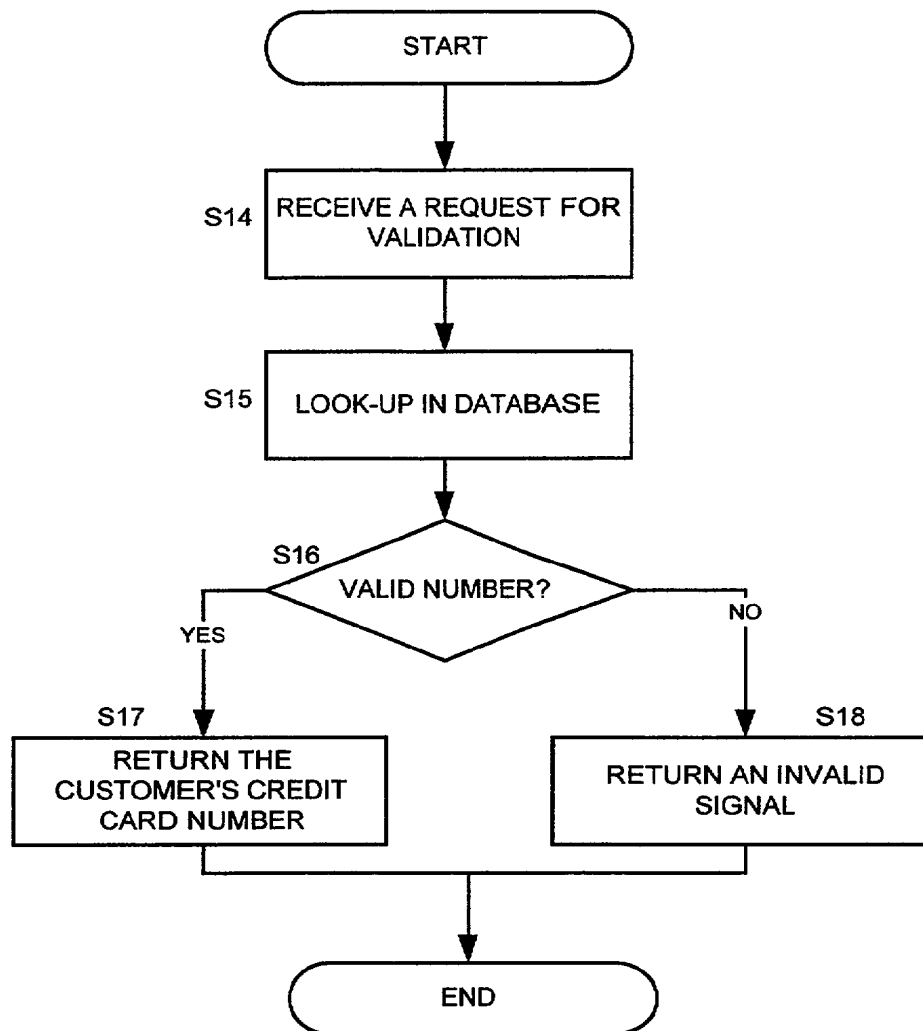 START
S14
RECEIVE A REQUEST FOR
VALIDATION
S15
LOOK-UP IN DATABASE
S16
VALID NUMBER?
YES
NO
S17
RETURN THE
CUSTOMER'S CREDIT
CARD NUMBER
S18
RETURN AN INVALID
SIGNAL
END